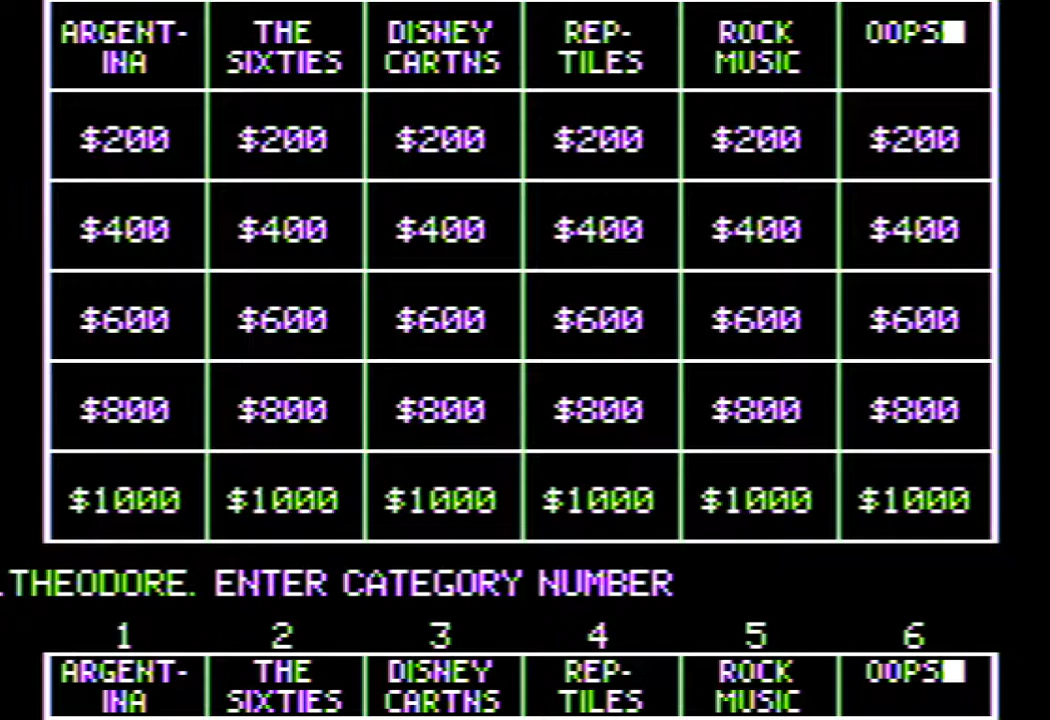 ARGENT- THE DISNEY REP- ROCK OOPS
INA SIXTIES CARTNS TILES MUSIC
$200 $200 $200 $200 $200 $200
$400 $400 $400 $400 $400 $400
$600 $600 $600 $600 $600 $600
$800 $800 $800 $800 $800 $800
$1000 $1000 $1000 $1000 $1000 $1000
.THEODORE. ENTER CATEGORY NUMBER
1 2 3 4 5 6
ARGENT- THE DISNEY REP- ROCK OOPS
INA SIXTIES CARTNS TILES MUSIC